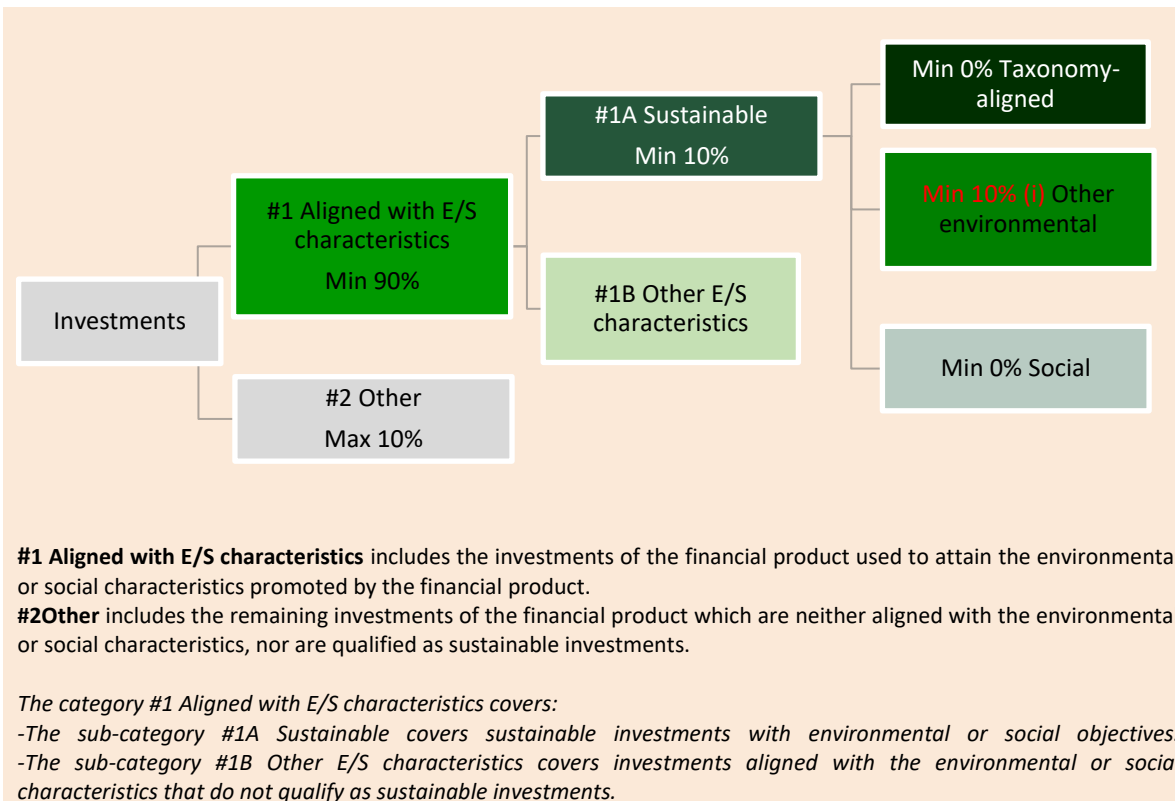 Min 0% Taxonomy-
aligned
#1A Sustainable
Min 10%
Min 10% (i) Other
environmental
#1 Aligned with E/S
characteristics
Min 90%
#1B Other E/S
characteristics
Investments
Min 0% Social
#2 Other
Max 10%
#1 Aligned with E/S characteristics includes the investments of the financial product used to attain the environmenta
or social characteristics promoted by the financial product.
#2Other includes the remaining investments of the financial product which are neither aligned with the environmenta
or social characteristics, nor are qualified as sustainable investments.
The category #1 Aligned with E/S characteristics covers:
-The sub-category #1A Sustainable covers sustainable investments with environmental or social objectives.
-The sub-category #1B Other E/S characteristics covers investments aligned with the environmental or socia
characteristics that do not qualify as sustainable investments.